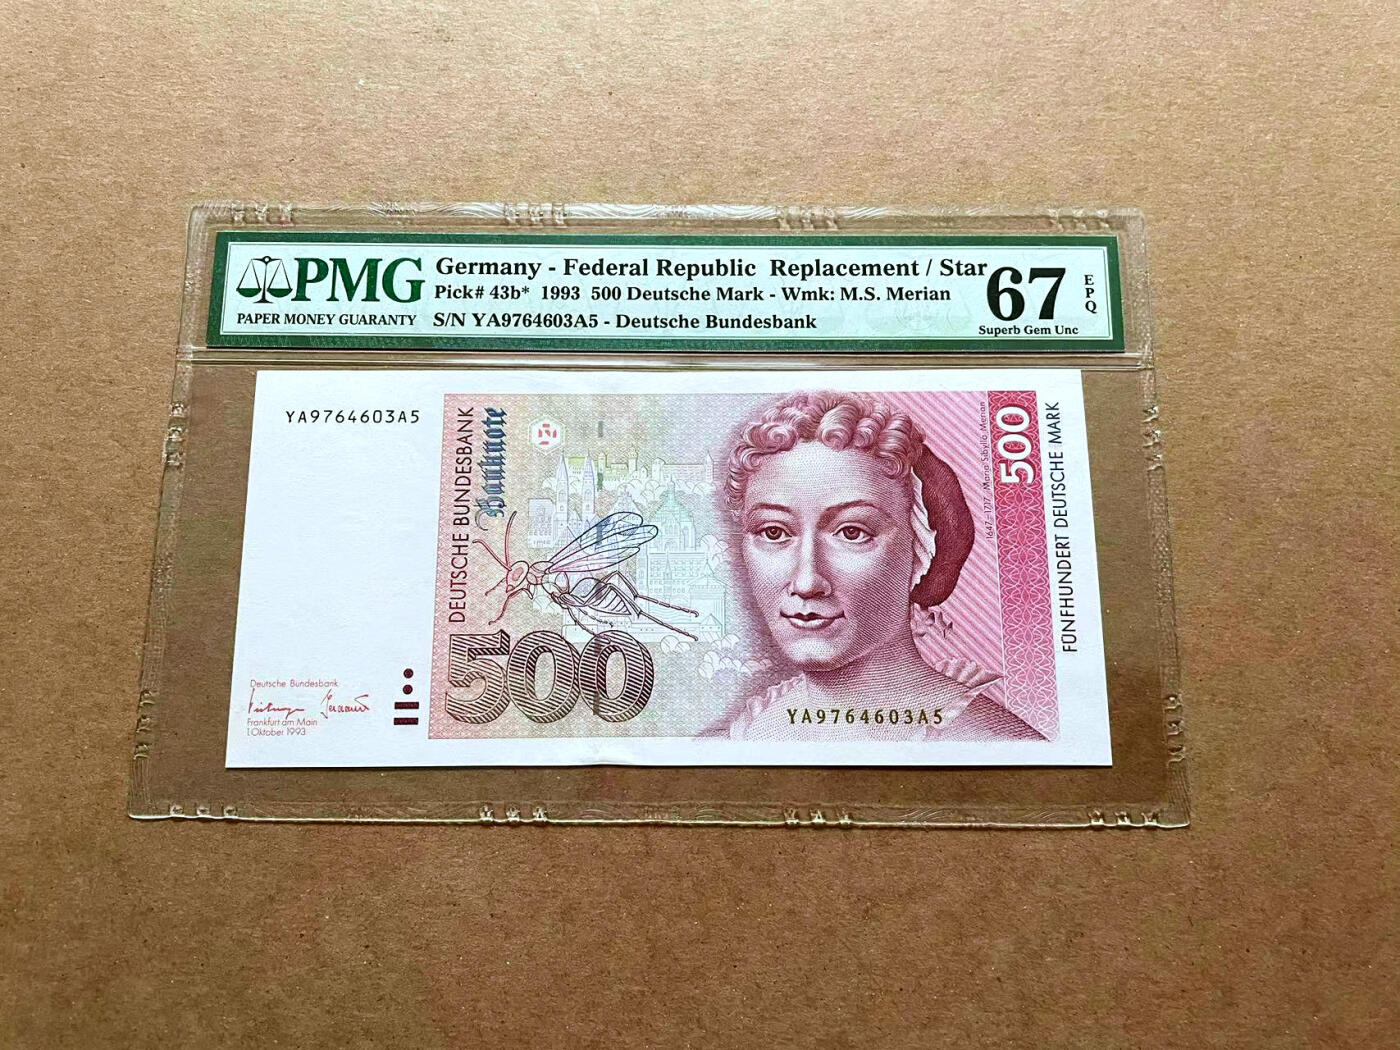 PMG
PAPER MONEY GUARANTY
Germany - Federal Republic Replacement / Star
Pick# 43b* 1993 500 Deutsche Mark - Wmk: M.S. Merian
S/N YA9764603A5 - Deutsche Bundesbank
67
EPQ
Superb Gem Unc
YA9764603A5
DEUTSCHE BUNDESBANK
Banknote
500
1647–1717 Maria Sibylla Merian
500
FÜNFHUNDERT DEUTSCHE MARK
Deutsche Bundesbank
Frankfurt am Main
1.Oktober 1993
YA9764603A5